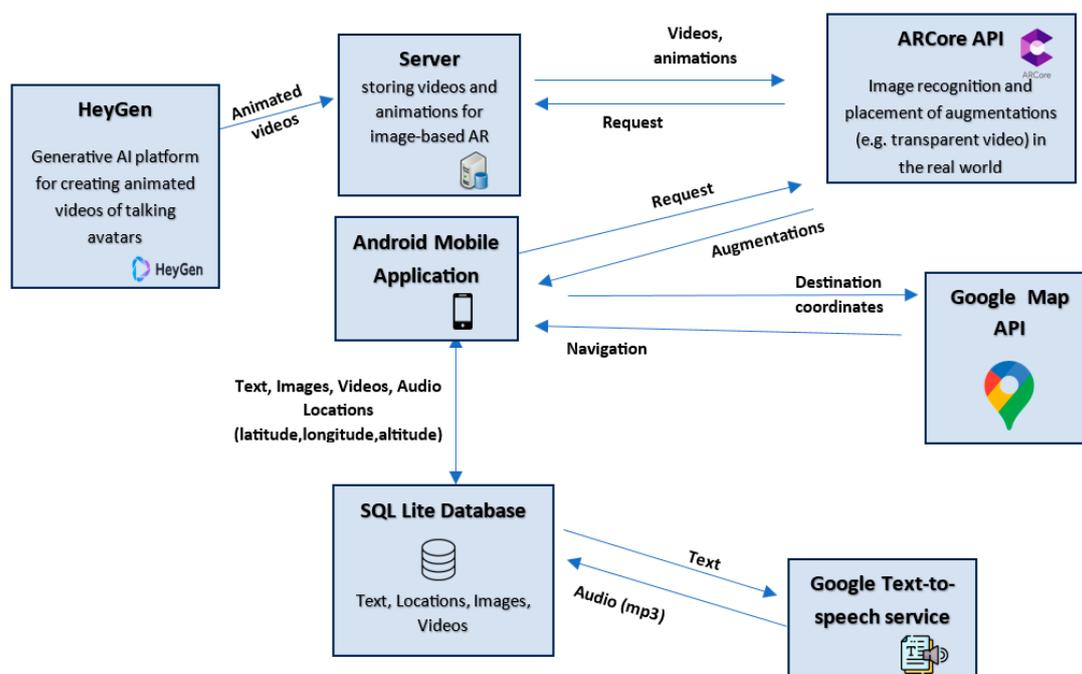 HeyGen
Generative AI platform
for creating animated
videos of talking
avatars
HeyGen
Animated
videos
Server
storing videos and
animations for
image-based AR
Videos,
animations
Request
ARCore API
ARCore
Image recognition and
placement of augmentations
(e.g. transparent video) in
the real world
Android Mobile
Application
Request
Augmentations
Destination
coordinates
Navigation
Google Map
API
Text, Images, Videos, Audio
Locations
(latitude,longitude,altitude)
SQL Lite Database
Text, Locations, Images,
Videos
Text
Audio (mp3)
Google Text-to-
speech service
T